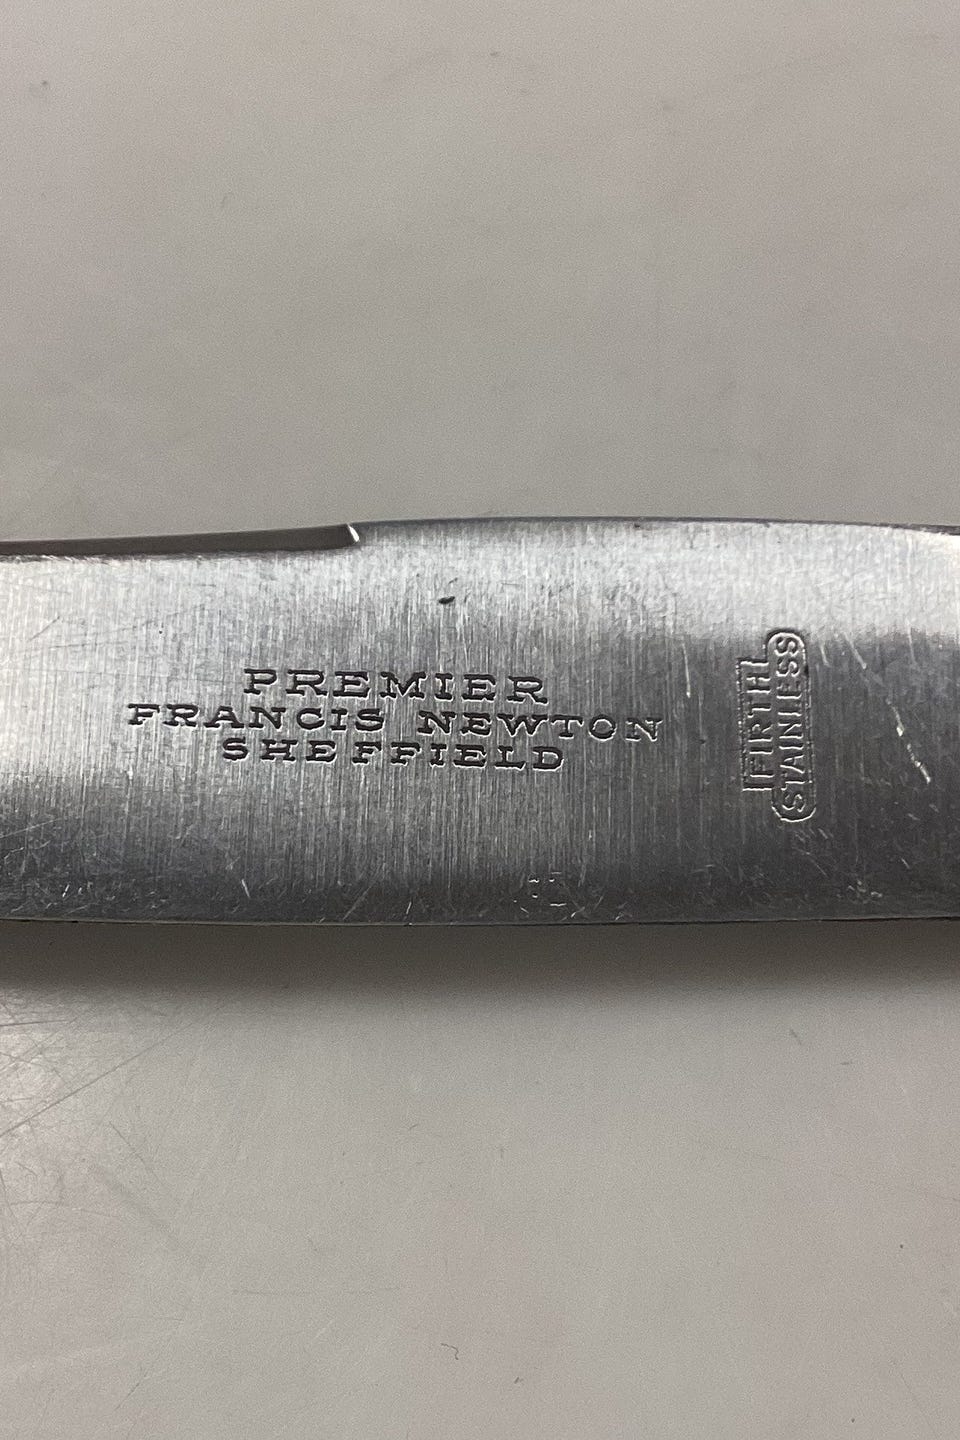 PREMIER
FRANCIS NEWTON
SHEFFIELD
FIRTH
STAINLESS